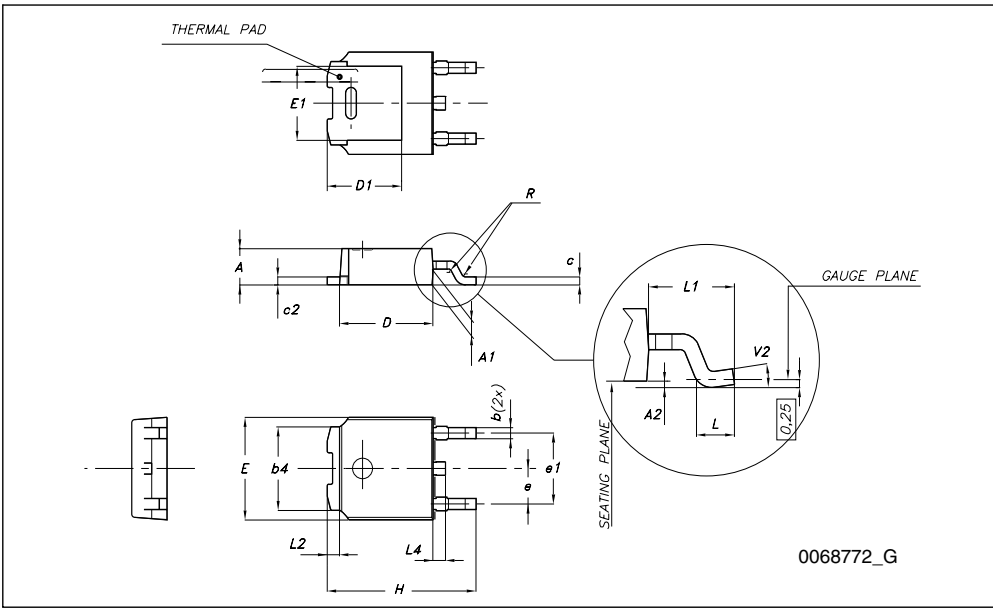 THERMAL PAD
E1
D1
R
A
c2
D
A1
c
GAUGE PLANE
L1
V2
A2
L
0,25
SEATING PLANE
b(2x)
E
b4
e
e1
L2
L4
H
0068772_G